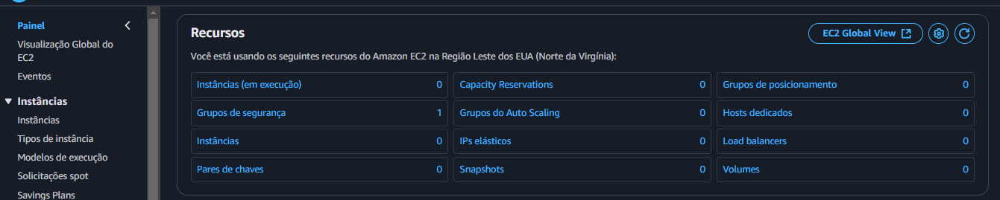 Painel
Visualização Global do
EC2
Eventos
Instâncias
Instâncias
Tipos de instância
Modelos de execução
Solicitações spot
Savings Plans
Recursos
EC2 Global View
Você está usando os seguintes recursos do Amazon EC2 na Região Leste dos EUA (Norte da Virgínia):
Instâncias (em execução) 0
Capacity Reservations 0
Grupos de posicionamento 0
Grupos de segurança 1
Grupos do Auto Scaling 0
Hosts dedicados 0
Instâncias 0
IPs elásticos 0
Load balancers 0
Pares de chaves 0
Snapshots 0
Volumes 0